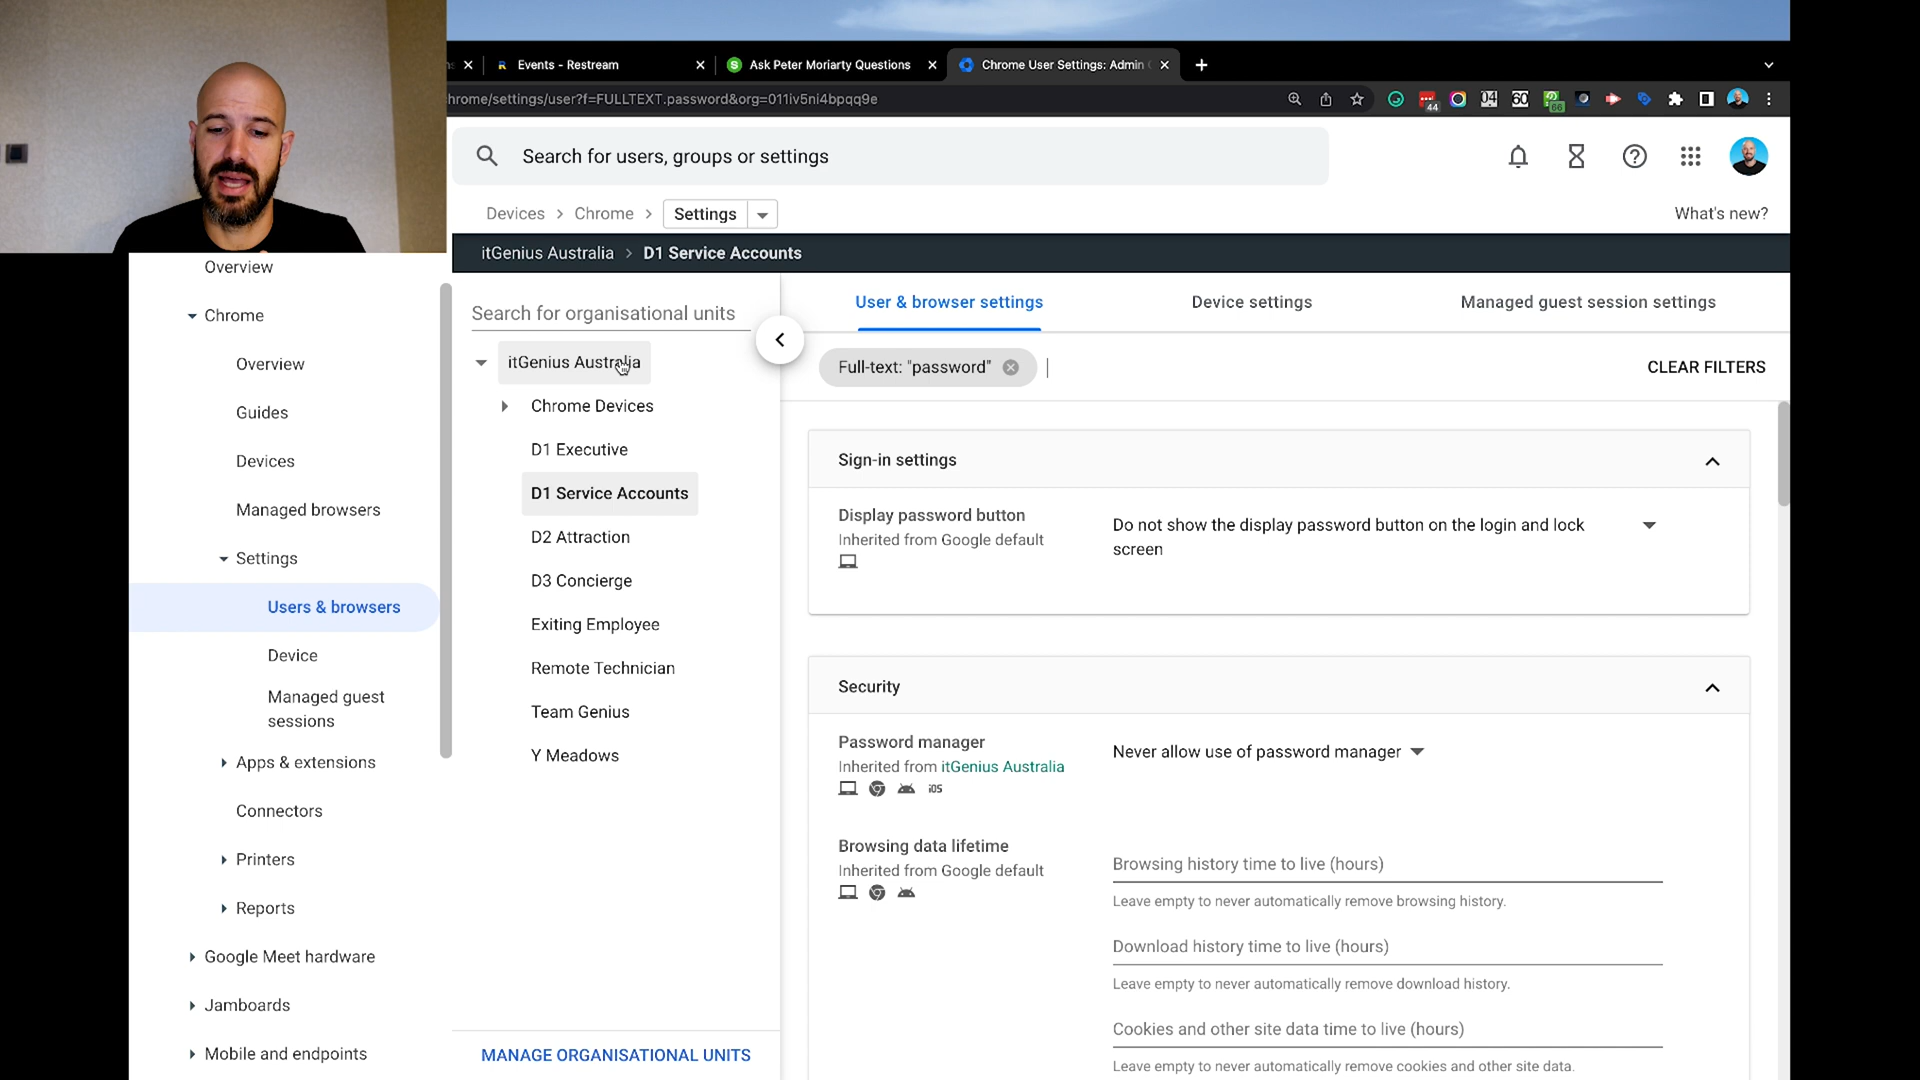 Events - Restream
Ask Peter Moriarty Questions
Chrome User Settings: Admin
hrome/settings/user?f=FULLTEXT.password&org=011iv5ni4bpqq9e
44
04
60
66
Search for users, groups or settings
Devices
Chrome
Settings
What's new?
itGenius Australia
D1 Service Accounts
Overview
Chrome
Overview
Guides
Devices
Managed browsers
Settings
Users & browsers
Device
Managed guest
sessions
Apps & extensions
Connectors
Printers
Reports
Google Meet hardware
Jamboards
Mobile and endpoints
Search for organisational units
itGenius Australia
Chrome Devices
D1 Executive
D1 Service Accounts
D2 Attraction
D3 Concierge
Exiting Employee
Remote Technician
Team Genius
Y Meadows
MANAGE ORGANISATIONAL UNITS
User & browser settings
Device settings
Managed guest session settings
Full-text: "password"
CLEAR FILTERS
Sign-in settings
Display password button
Inherited from Google default
Do not show the display password button on the login and lock
screen
Security
Password manager
Inherited from itGenius Australia
iOS
Never allow use of password manager
Browsing data lifetime
Inherited from Google default
Browsing history time to live (hours)
Leave empty to never automatically remove browsing history.
Download history time to live (hours)
Leave empty to never automatically remove download history.
Cookies and other site data time to live (hours)
Leave empty to never automatically remove cookies and other site data.